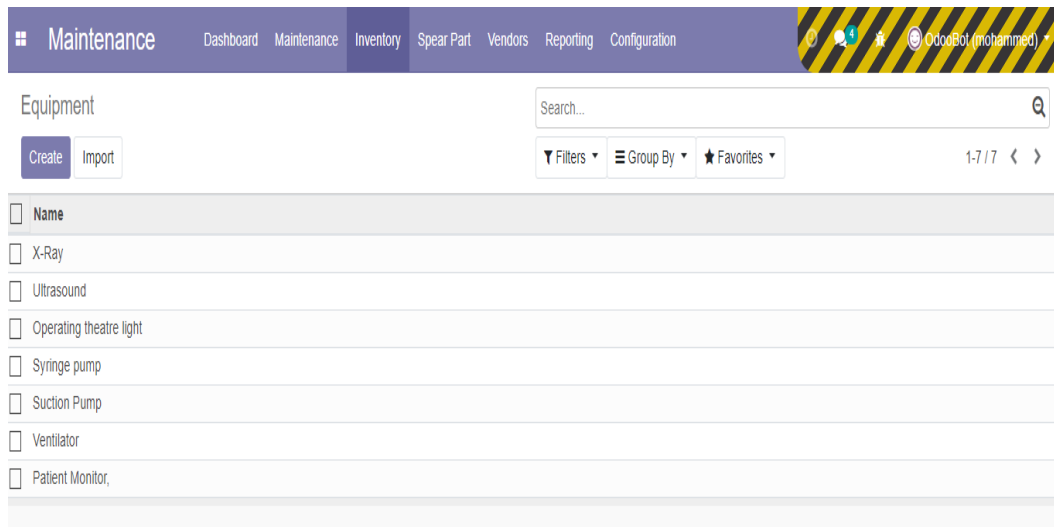 Maintenance Dashboard Maintenance Inventory Spear Part Vendors Reporting Configuration 4 OdooBot (mohammed)
Equipment Search...
Create Import Filters Group By Favorites 1-7 / 7
Name
X-Ray
Ultrasound
Operating theatre light
Syringe pump
Suction Pump
Ventilator
Patient Monitor,